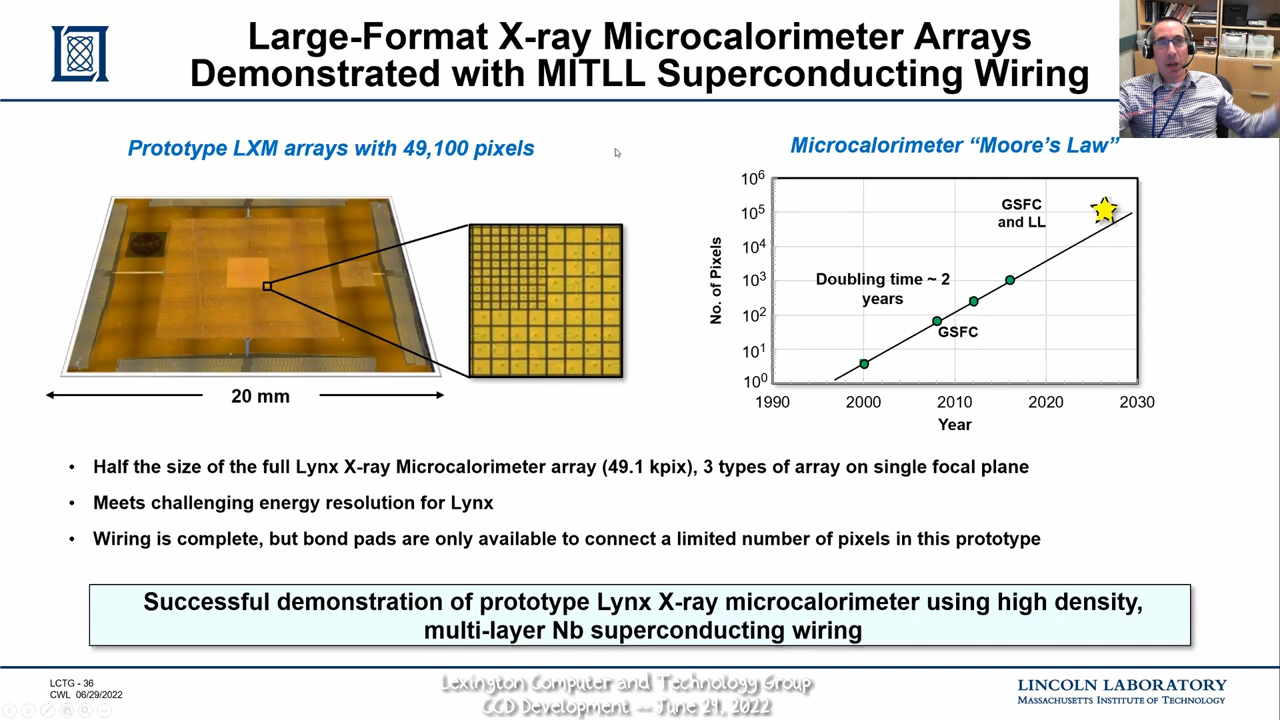 Large-Format X-ray Microcalorimeter Arrays
Demonstrated with MITLL Superconducting Wiring
Prototype LXM arrays with 49,100 pixels
20 mm
Microcalorimeter “Moore’s Law”
No. of Pixels
10⁶
10⁵
10⁴
10³
10²
10¹
10⁰
GSFC
and LL
Doubling time ~ 2
years
GSFC
1990 2000 2010 2020 2030
Year
• Half the size of the full Lynx X-ray Microcalorimeter array (49.1 kpix), 3 types of array on single focal plane
• Meets challenging energy resolution for Lynx
• Wiring is complete, but bond pads are only available to connect a limited number of pixels in this prototype
Successful demonstration of prototype Lynx X-ray microcalorimeter using high density,
multi-layer Nb superconducting wiring
LCTG - 36
CWL 06/29/2022
Lexington Computer and Technology Group
CCD Development -- June 29, 2022
LINCOLN LABORATORY
MASSACHUSETTS INSTITUTE OF TECHNOLOGY